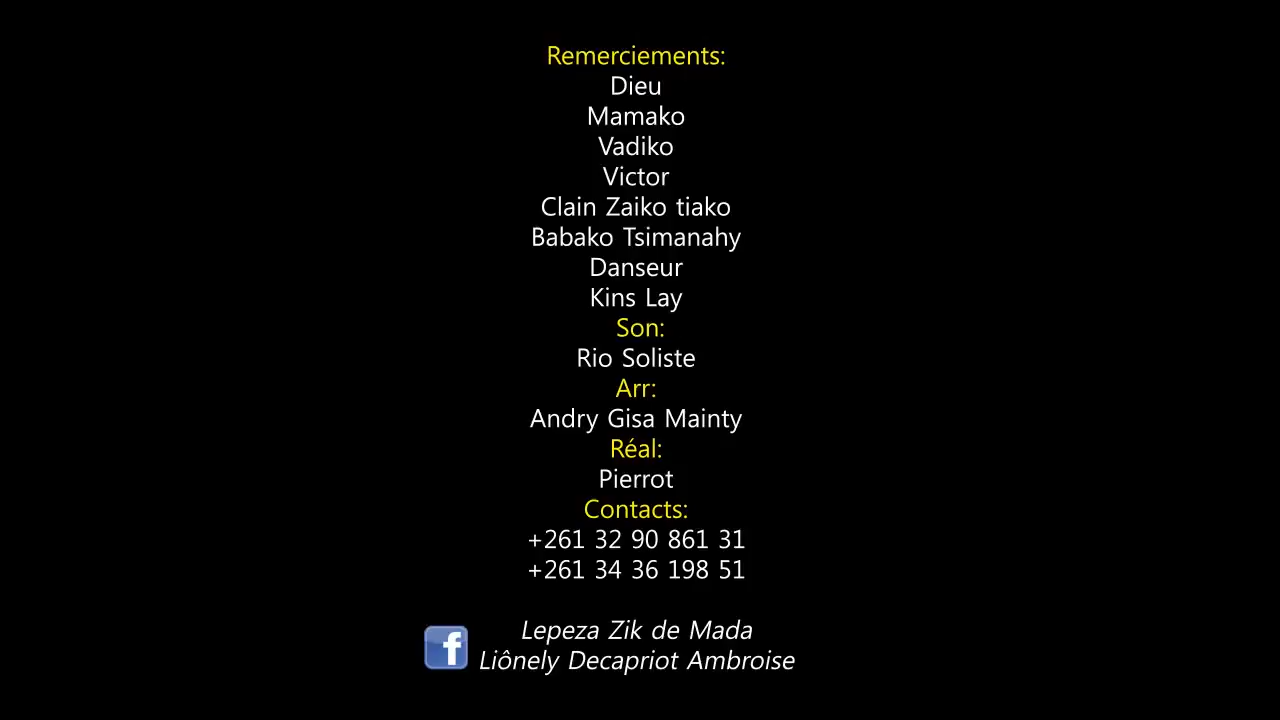 Remerciements:
Dieu
Mamako
Vadiko
Victor
Clain Zaiko tiako
Babako Tsimanahy
Danseur
Kins Lay
Son:
Rio Soliste
Arr:
Andry Gisa Mainty
Réal:
Pierrot
Contacts:
+261 32 90 861 31
+261 34 36 198 51
Lepeza Zik de Mada
Liônely Decapriot Ambroise